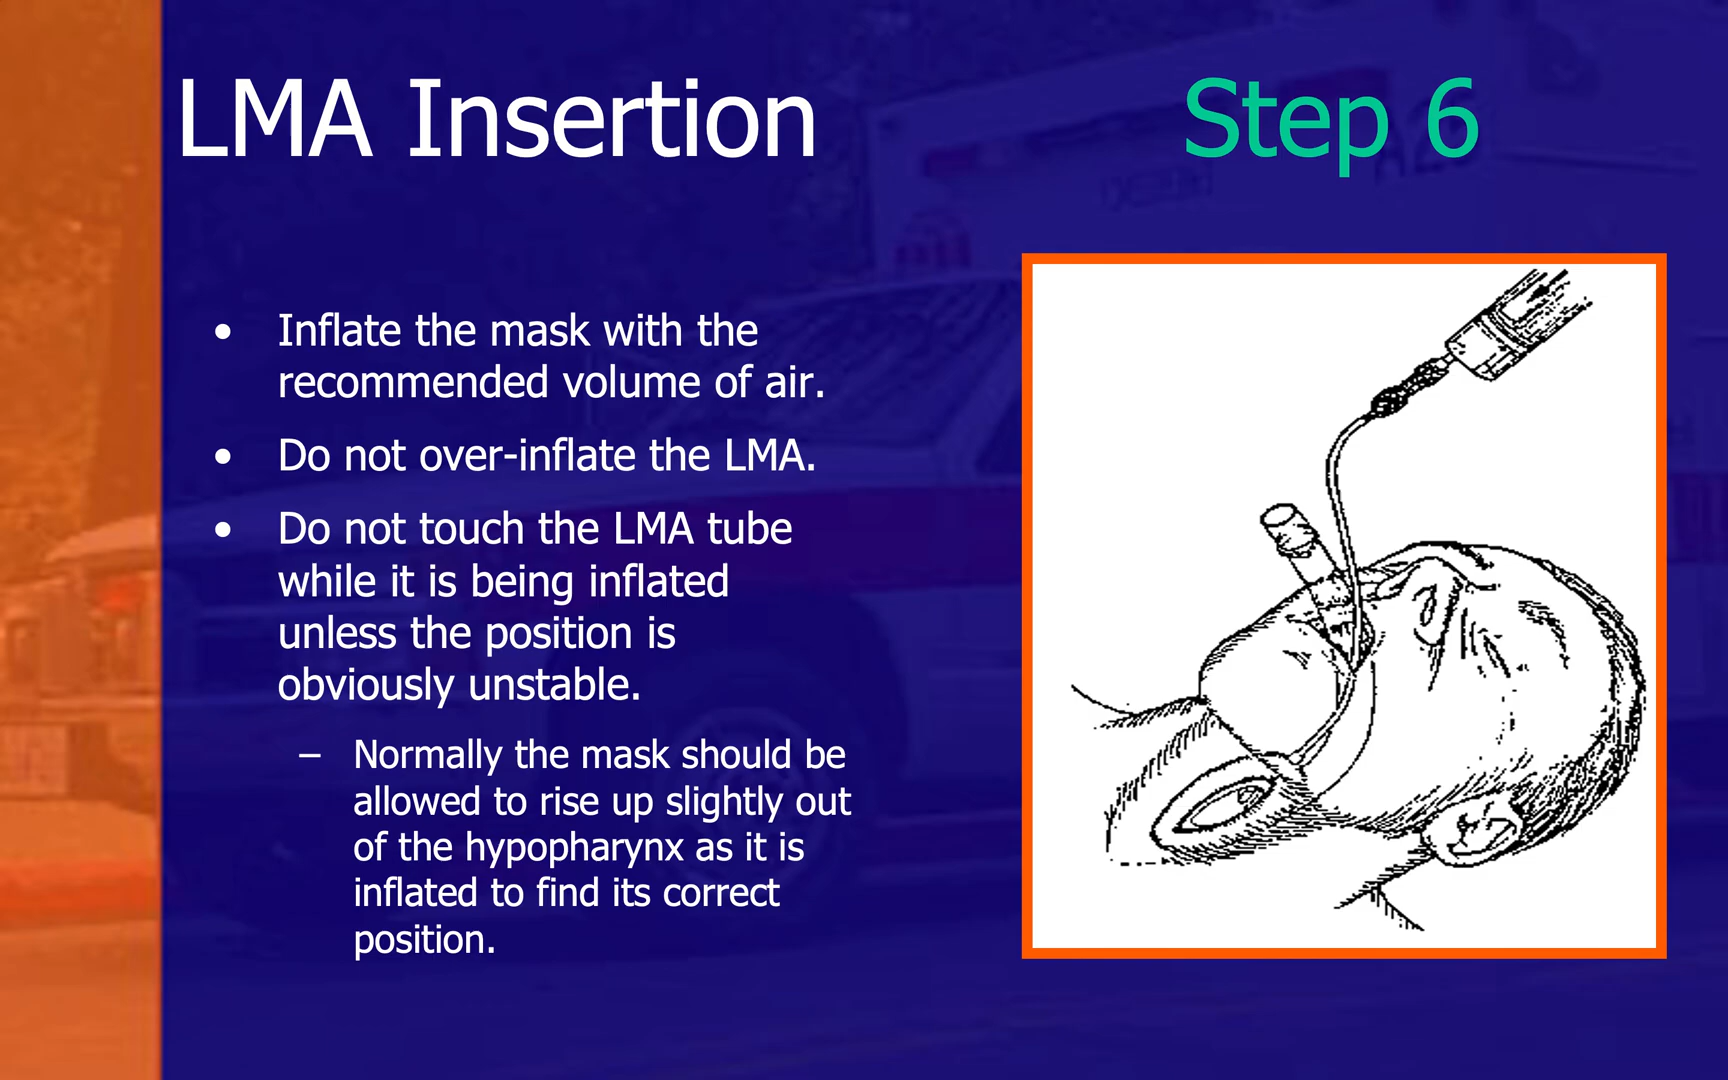 LMA Insertion
Step 6
• Inflate the mask with the
recommended volume of air.
• Do not over-inflate the LMA.
• Do not touch the LMA tube
while it is being inflated
unless the position is
obviously unstable.
– Normally the mask should be
allowed to rise up slightly out
of the hypopharynx as it is
inflated to find its correct
position.